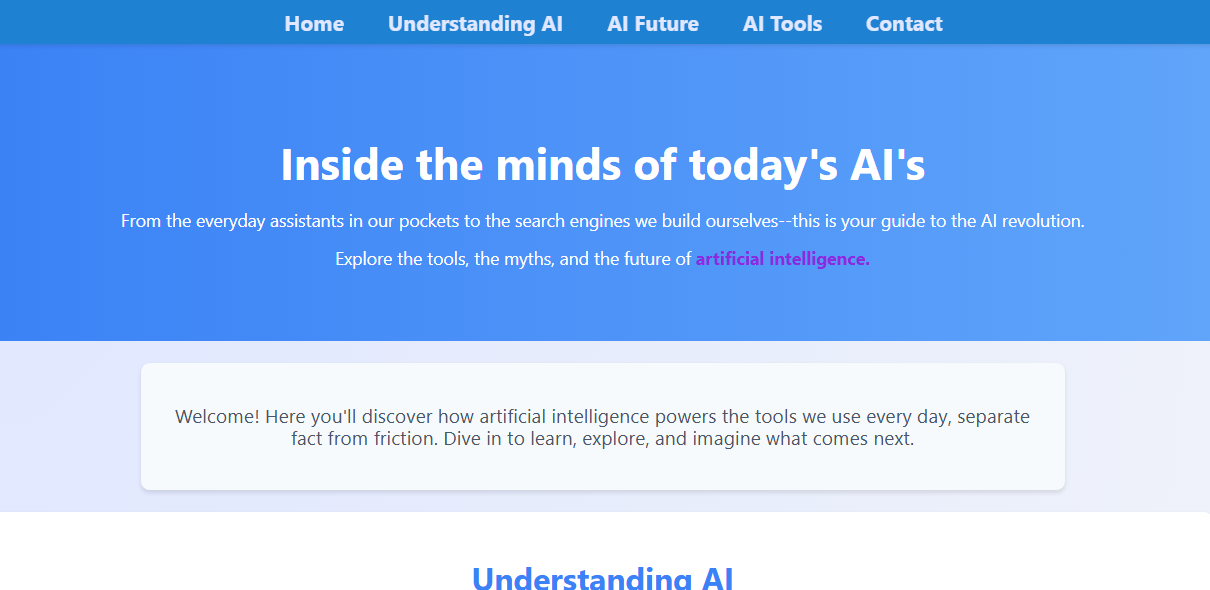 Home Understanding AI AI Future AI Tools Contact
Inside the minds of today's AI's
From the everyday assistants in our pockets to the search engines we build ourselves--this is your guide to the AI revolution.
Explore the tools, the myths, and the future of artificial intelligence.
Welcome! Here you'll discover how artificial intelligence powers the tools we use every day, separate
fact from friction. Dive in to learn, explore, and imagine what comes next.
Understanding AI